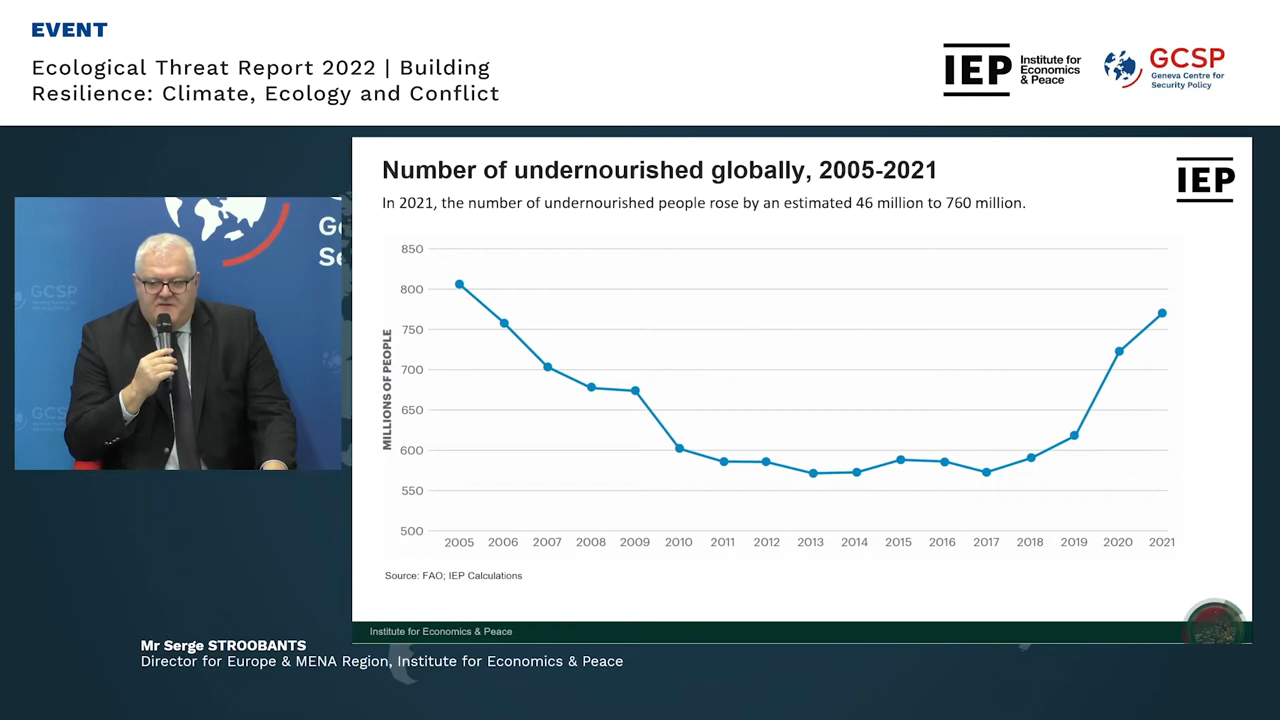 EVENT
Ecological Threat Report 2022 | Building
Resilience: Climate, Ecology and Conflict
IEP
Institute for
Economics
& Peace
GCSP
Geneva Centre for
Security Policy
Number of undernourished globally, 2005-2021
In 2021, the number of undernourished people rose by an estimated 46 million to 760 million.
IEP
MILLIONS OF PEOPLE
850
800
750
700
650
600
550
500
2005 2006 2007 2008 2009 2010 2011 2012 2013 2014 2015 2016 2017 2018 2019 2020 2021
Source: FAO; IEP Calculations
Institute for Economics & Peace
GCSP
GCSP
Mr Serge STROOBANTS
Director for Europe & MENA Region, Institute for Economics & Peace